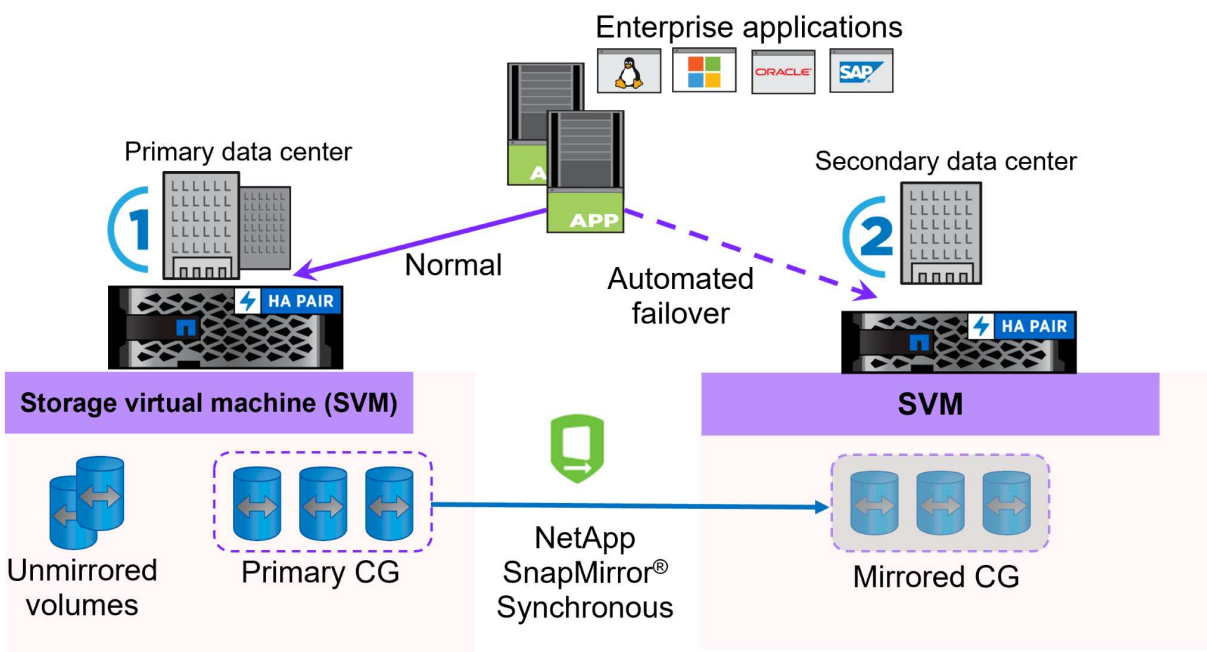 Enterprise applications
ORACLE
SAP
Primary data center
Secondary data center
1
2
A
APP
Normal
Automated
failover
HA PAIR
HA PAIR
Storage virtual machine (SVM)
SVM
Unmirrored
volumes
Primary CG
NetApp
SnapMirror®
Synchronous
Mirrored CG